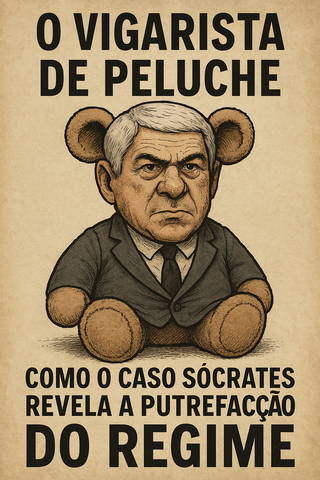 O VIGARISTA
DE PELUCHE
COMO O CASO SÓCRATES
REVELA A PUTREFACÇÃO
DO REGIME